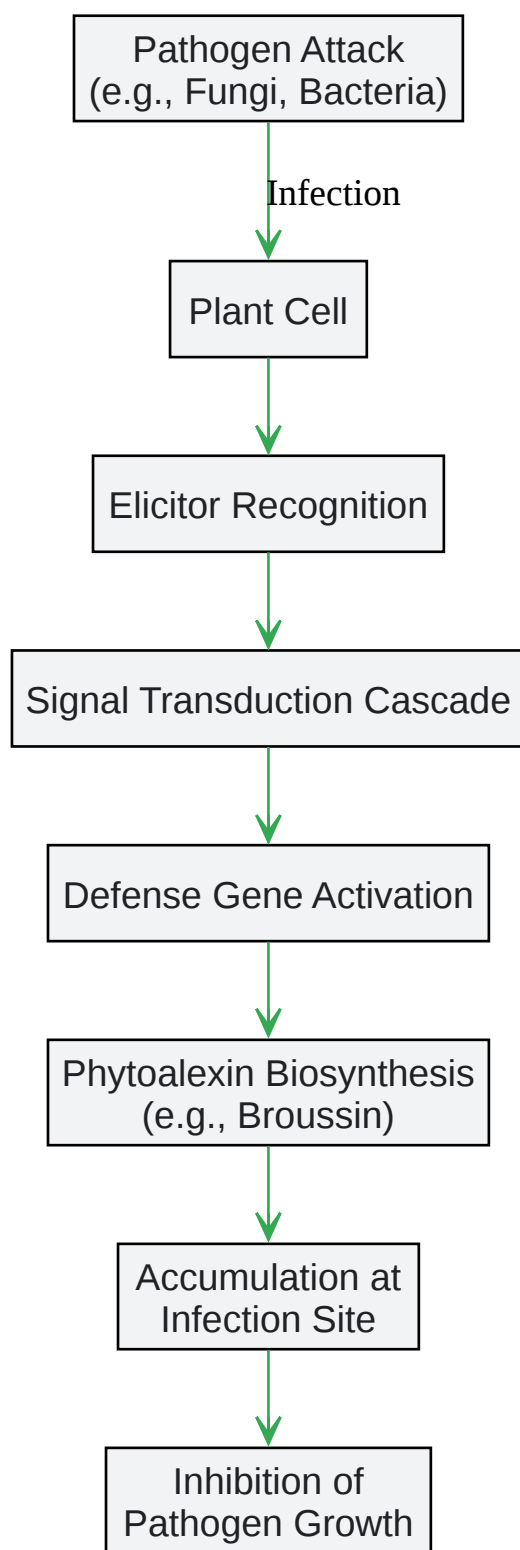 Pathogen Attack
(e.g., Fungi, Bacteria)
Infection
Plant Cell
Elicitor Recognition
Signal Transduction Cascade
Defense Gene Activation
Phytoalexin Biosynthesis
(e.g., Broussin)
Accumulation at
Infection Site
Inhibition of
Pathogen Growth